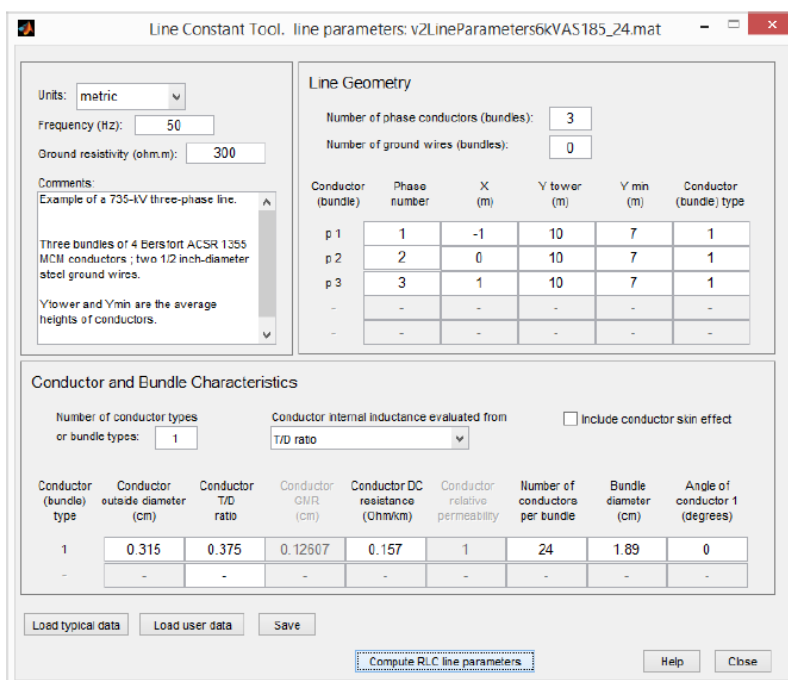 Line Constant Tool. line parameters: v2LineParameters6kVAS185_24.mat
Units: metric
Frequency (Hz): 50
Ground resistivity (ohm.m): 300
Comments:
Example of a 735-kV three-phase line.
Three bundles of 4 Bersfort ACSR 1355
MCM conductors ; two 1/2 inch-diameter
steel ground wires.
Ytower and Ymin are the average
heights of conductors.
Line Geometry
Number of phase conductors (bundles): 3
Number of ground wires (bundles): 0
Conductor (bundle) Phase number X (m) Y tower (m) Y min (m) Conductor (bundle) type
p 1 1 -1 10 7 1
p 2 2 0 10 7 1
p 3 3 1 10 7 1
- - - - - -
- - - - - -
Conductor and Bundle Characteristics
Number of conductor types
or bundle types: 1
Conductor internal inductance evaluated from
T/D ratio
Include conductor skin effect
Conductor (bundle) type Conductor outside diameter (cm) Conductor T/D ratio Conductor GMR (cm) Conductor DC resistance (Ohm/km) Conductor relative permeability Number of conductors per bundle Bundle diameter (cm) Angle of conductor 1 (degrees)
1 0.315 0.375 0.12607 0.157 1 24 1.89 0
- - - - - - - - -
Load typical data Load user data Save
Compute RLC line parameters Help Close